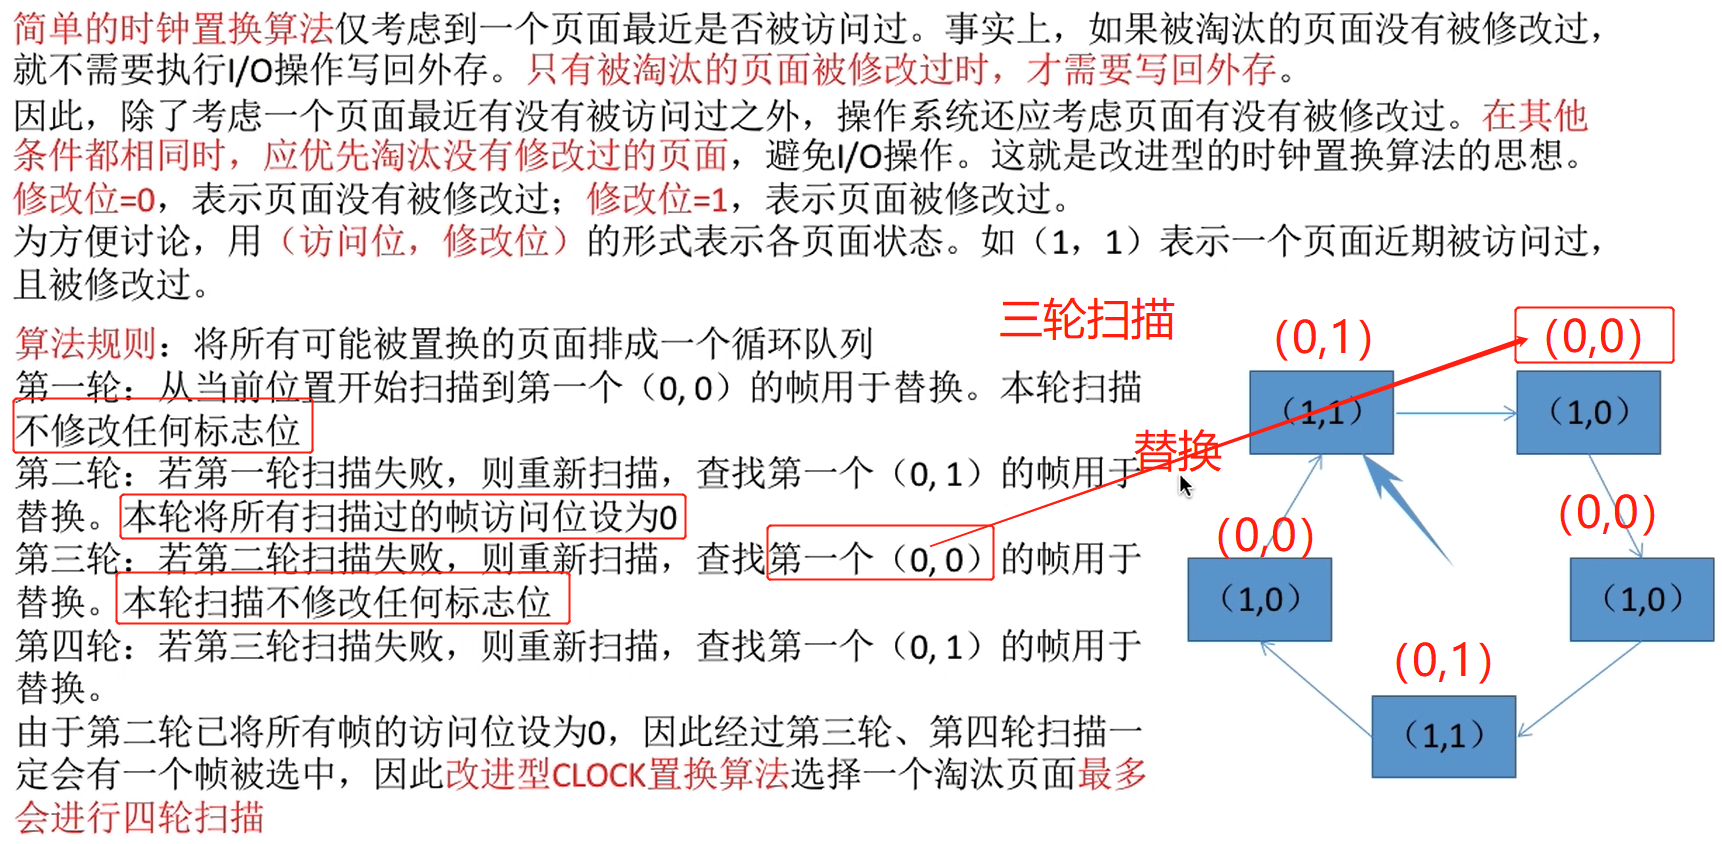 简单的时钟置换算法仅考虑到一个页面最近是否被访问过。事实上，如果被淘汰的页面没有被修改过，
就不需要执行I/O操作写回外存。只有被淘汰的页面被修改过时，才需要写回外存。
因此，除了考虑一个页面最近有没有被访问过之外，操作系统还应考虑页面有没有被修改过。在其他
条件都相同时，应优先淘汰没有修改过的页面，避免I/O操作。这就是改进型的时钟置换算法的思想。
修改位=0，表示页面没有被修改过；修改位=1，表示页面被修改过。
为方便讨论，用（访问位，修改位）的形式表示各页面状态。如（1，1）表示一个页面近期被访问过，
且被修改过。
算法规则：将所有可能被置换的页面排成一个循环队列
第一轮：从当前位置开始扫描到第一个（0, 0）的帧用于替换。本轮扫描
不修改任何标志位
第二轮：若第一轮扫描失败，则重新扫描，查找第一个（0, 1）的帧用于
替换。本轮将所有扫描过的帧访问位设为0
第三轮：若第二轮扫描失败，则重新扫描，查找第一个（0, 0）的帧用于
替换。本轮扫描不修改任何标志位
第四轮：若第三轮扫描失败，则重新扫描，查找第一个（0, 1）的帧用于
替换。
由于第二轮已将所有帧的访问位设为0，因此经过第三轮、第四轮扫描一
定会有一个帧被选中，因此改进型CLOCK置换算法选择一个淘汰页面最多
会进行四轮扫描
三轮扫描
(0,1)
(0,0)
（1,1）
（1,0）
替换
(0,0)
(0,0)
（1,0）
（1,0）
(0,1)
（1,1）